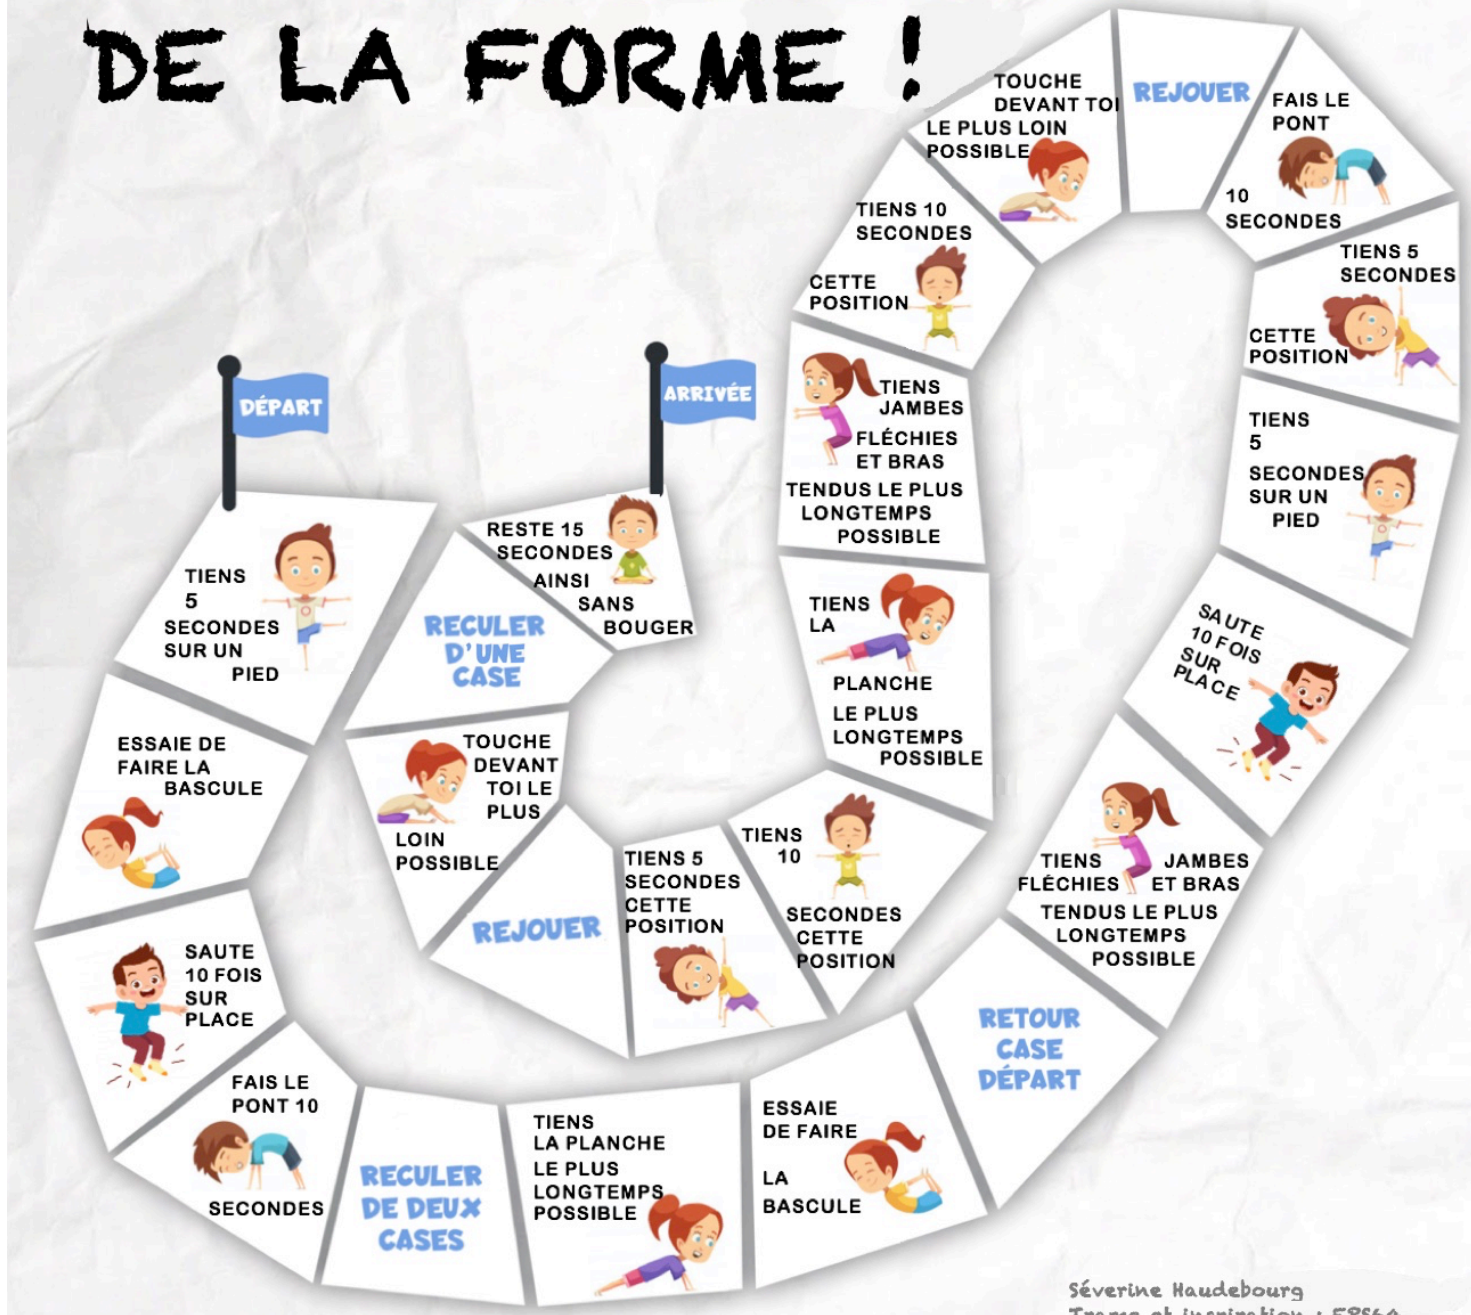 DE LA FORME !
DÉPART
TIENS
5
SECONDES
SUR UN
PIED
ESSAIE DE
FAIRE LA
BASCULE
SAUTE
10 FOIS
SUR
PLACE
FAIS LE
PONT 10
SECONDES
RECULER
DE DEUX
CASES
TIENS
LA PLANCHE
LE PLUS
LONGTEMPS
POSSIBLE
ESSAIE
DE FAIRE
LA
BASCULE
RETOUR
CASE
DÉPART
TIENS JAMBES
FLÉCHIES ET BRAS
TENDUS LE PLUS
LONGTEMPS
POSSIBLE
SAUTE
10 FOIS
SUR
PLACE
TIENS
5
SECONDES
SUR UN
PIED
TIENS 5
SECONDES
CETTE
POSITION
FAIS LE
PONT
10
SECONDES
REJOUER
TOUCHE
DEVANT TOI
LE PLUS LOIN
POSSIBLE
TIENS 10
SECONDES
CETTE
POSITION
TIENS
JAMBES
FLÉCHIES
ET BRAS
TENDUS LE PLUS
LONGTEMPS
POSSIBLE
TIENS
LA
PLANCHE
LE PLUS
LONGTEMPS
POSSIBLE
TIENS
10
SECONDES
CETTE
POSITION
TIENS 5
SECONDES
CETTE
POSITION
REJOUER
TOUCHE
DEVANT
TOI LE
PLUS
LOIN
POSSIBLE
RECULER
D'UNE
CASE
RESTE 15
SECONDES
AINSI
SANS
BOUGER
ARRIVÉE
Séverine Haudebourg
Trame et inspiration :